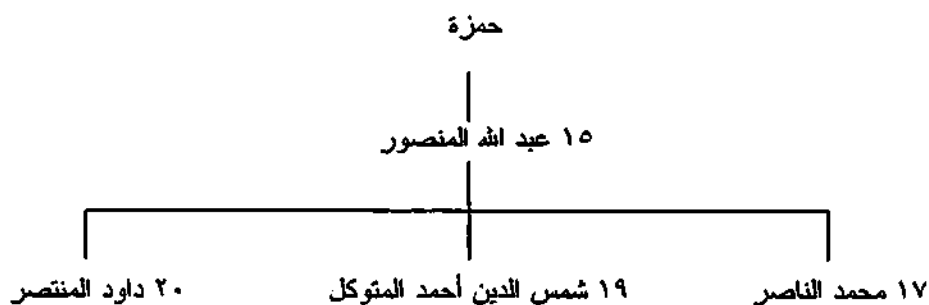 حمزة
١٥ عبد الله المنصور
١٧ محمد الناصر
١٩ شمس الدين أحمد المتوكل
٢٠ داود المنتصر